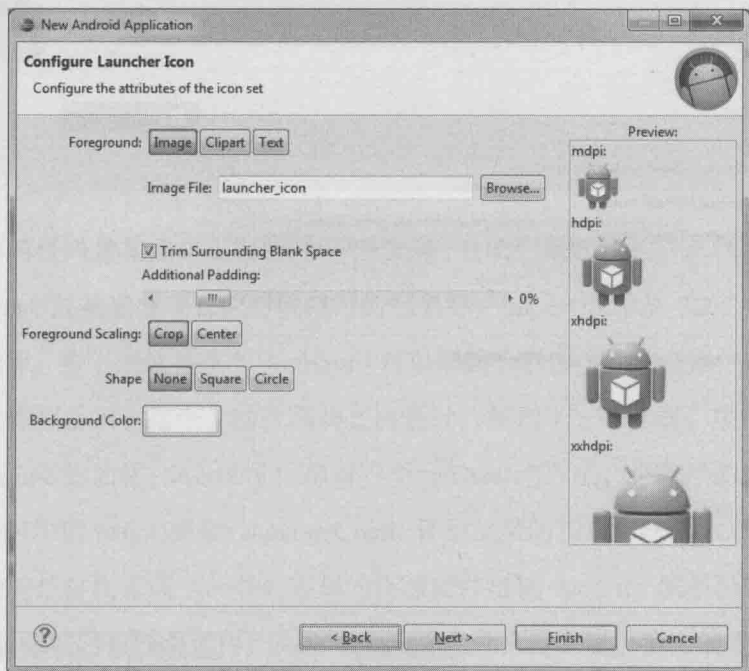 New Android Application
Configure Launcher Icon
Configure the attributes of the icon set
Foreground: Image Clipart Text
Image File: launcher_icon Browse...
Trim Surrounding Blank Space
Additional Padding:
0%
Foreground Scaling: Crop Center
Shape None Square Circle
Background Color:
Preview:
mdpi:
hdpi:
xhdpi:
xxhdpi:
? < Back Next > Finish Cancel